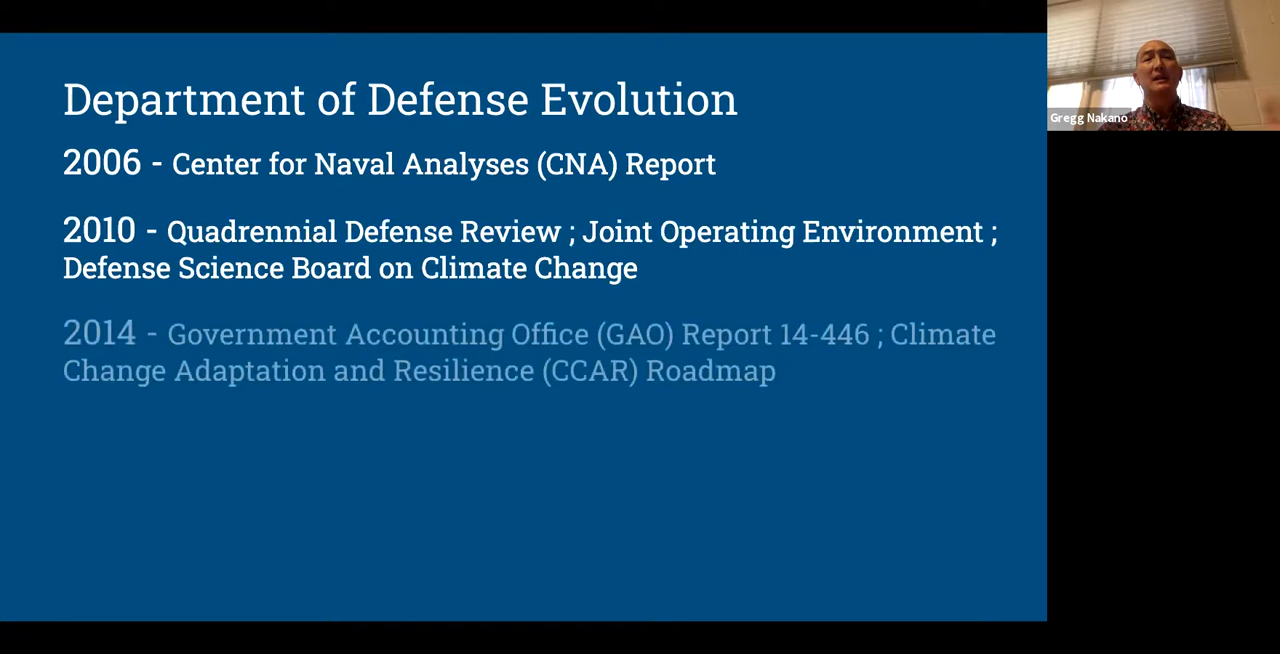 Department of Defense Evolution
2006 - Center for Naval Analyses (CNA) Report
2010 - Quadrennial Defense Review ; Joint Operating Environment ;
Defense Science Board on Climate Change
2014 - Government Accounting Office (GAO) Report 14-446 ; Climate
Change Adaptation and Resilience (CCAR) Roadmap
Gregg Nakano